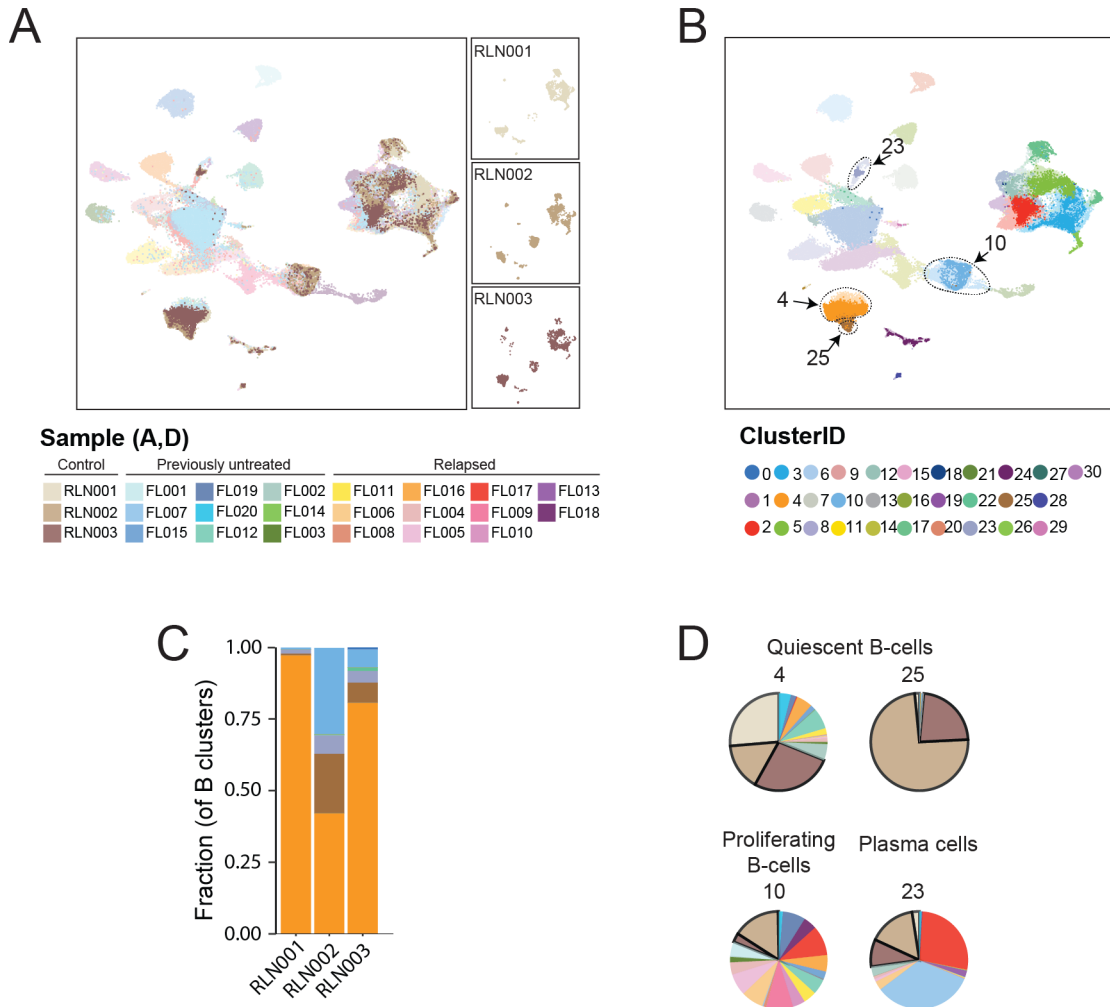 A
B
RLN001
RLN002
RLN003
23
10
4
25
Sample (A,D)
Control Previously untreated Relapsed
RLN001 FL001 FL019 FL002 FL011 FL016 FL017 FL013
RLN002 FL007 FL020 FL014 FL006 FL004 FL009 FL018
RLN003 FL015 FL012 FL003 FL008 FL005 FL010
ClusterID
0 3 6 9 12 15 18 21 24 27 30
1 4 7 10 13 16 19 22 25 28
2 5 8 11 14 17 20 23 26 29
C
Fraction (of B clusters)
1.00
0.75
0.50
0.25
0.00
RLN001 RLN002 RLN003
D
Quiescent B-cells
4 25
Proliferating
B-cells
10
Plasma cells
23